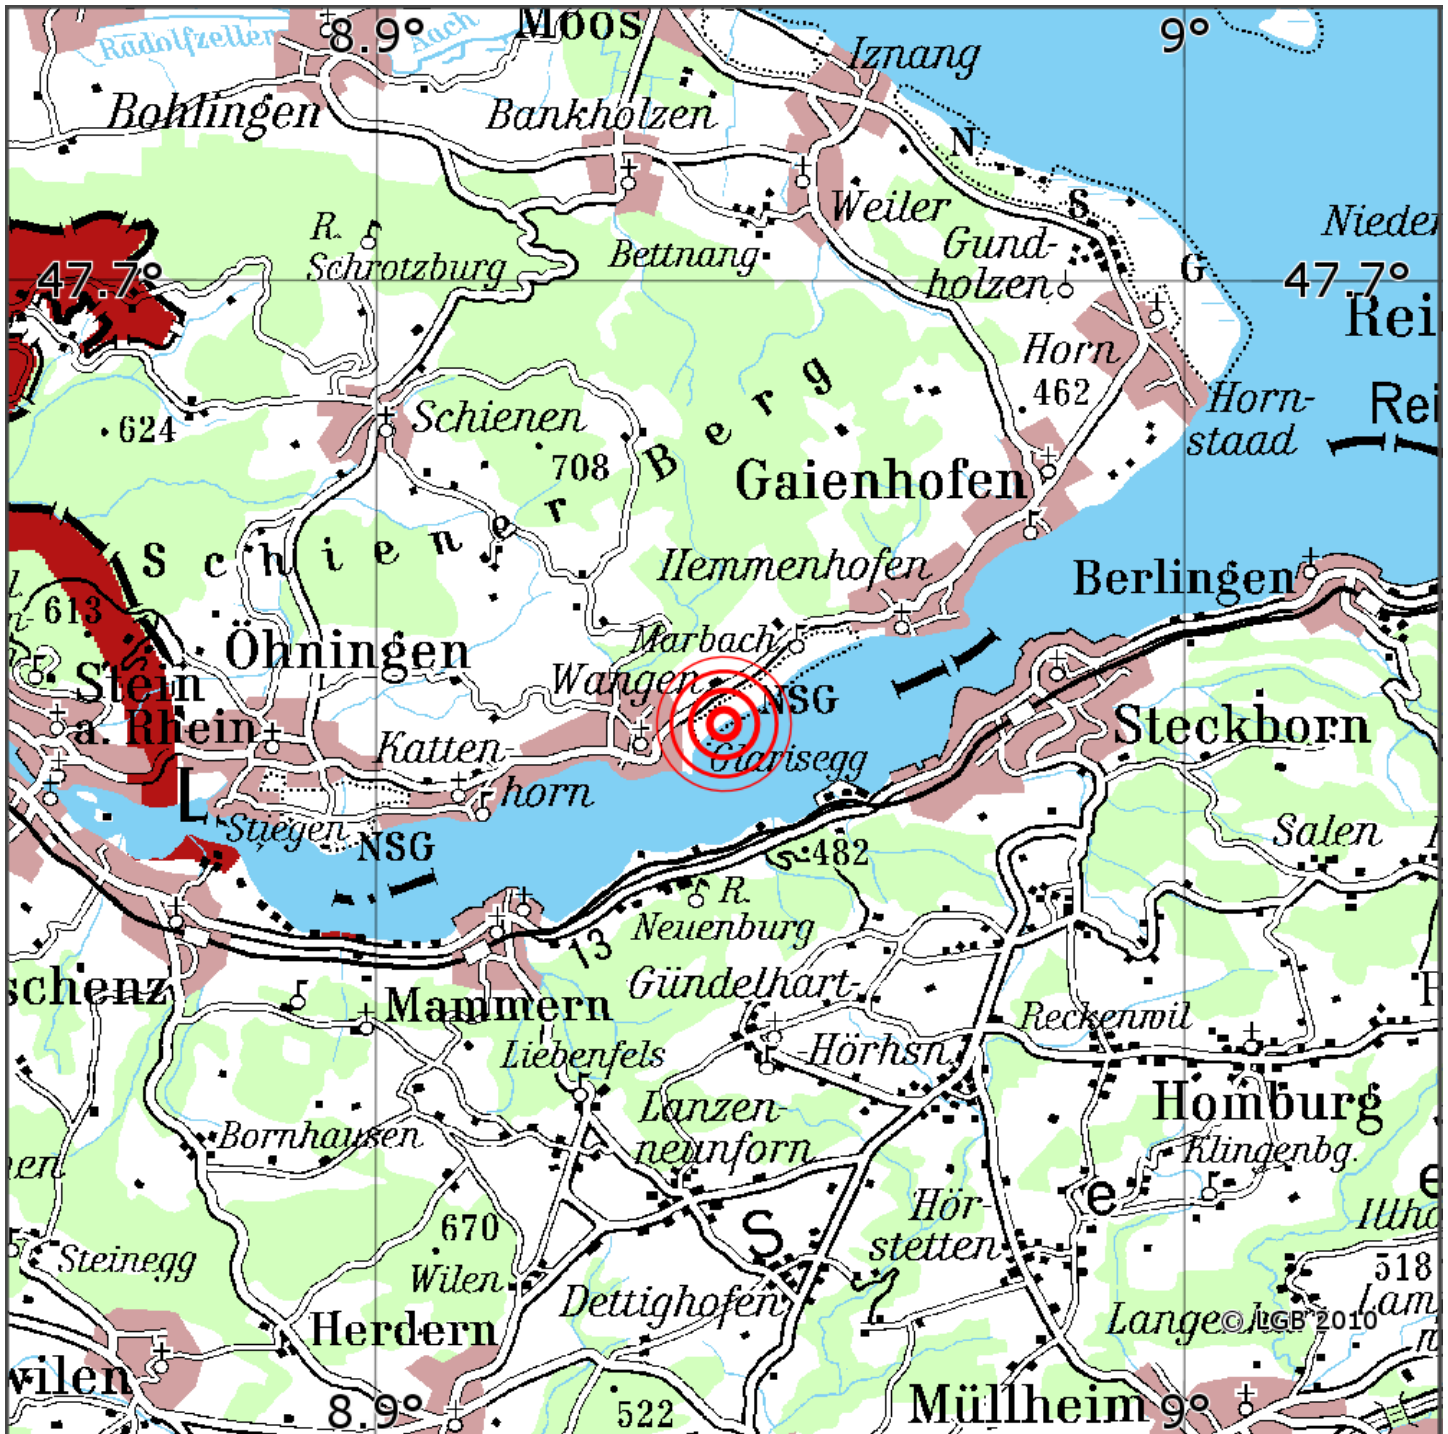 Moos
8.9°
9°
Radolfzeller
Aach
Iznang
Bohlingen
Bankholzen
N
S
G
Weiler
R.
Schrotzburg
Bettnang
Gund-
holzen
47.7°
47.7°
Horn
462
Rei
Horn-
staad
Schienen
624
708
Schiener Berg
Gaienhofen
Hemmenhofen
Berlingen
613
Öhningen
Marbach
Wangen
NSG
Stein
a. Rhein
Katten-
horn
Glarisegg
Steckborn
L
Stiegen
NSG
482
Salen
R.
Neuenburg
13
schenz
Mammern
Gündelhart-
Hörhsn.
Reckenwil
Liebenfels
Lanzen-
neunforn
Homburg
Klingenbg.
Bornhausen
Hör-
stetten
e
S
670
Wilen
Steinegg
Dettighofen
518
Herdern
© LGB 2010
wilen
522
Müllheim
8.9°
9°